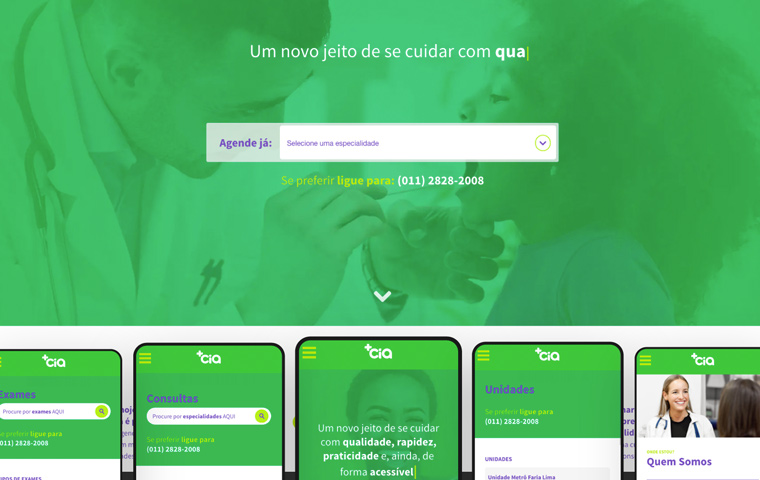 Um novo jeito de se cuidar com qua
Agende já: Selecione uma especialidade
Se preferir ligue para: (011) 2828-2008
+cia
Exames
Procure por exames AQUI
Se preferir ligue para
(011) 2828-2008
TIPOS DE EXAMES
+cia
Consultas
Procure por especialidades AQUI
Se preferir ligue para
(011) 2828-2008
+cia
Um novo jeito de se cuidar
com qualidade, rapidez,
praticidade e, ainda, de
forma acessível
+cia
Unidades
Se preferir ligue para
(011) 2828-2008
UNIDADES
Unidade Metrô Faria Lima
+cia
Quem Somos